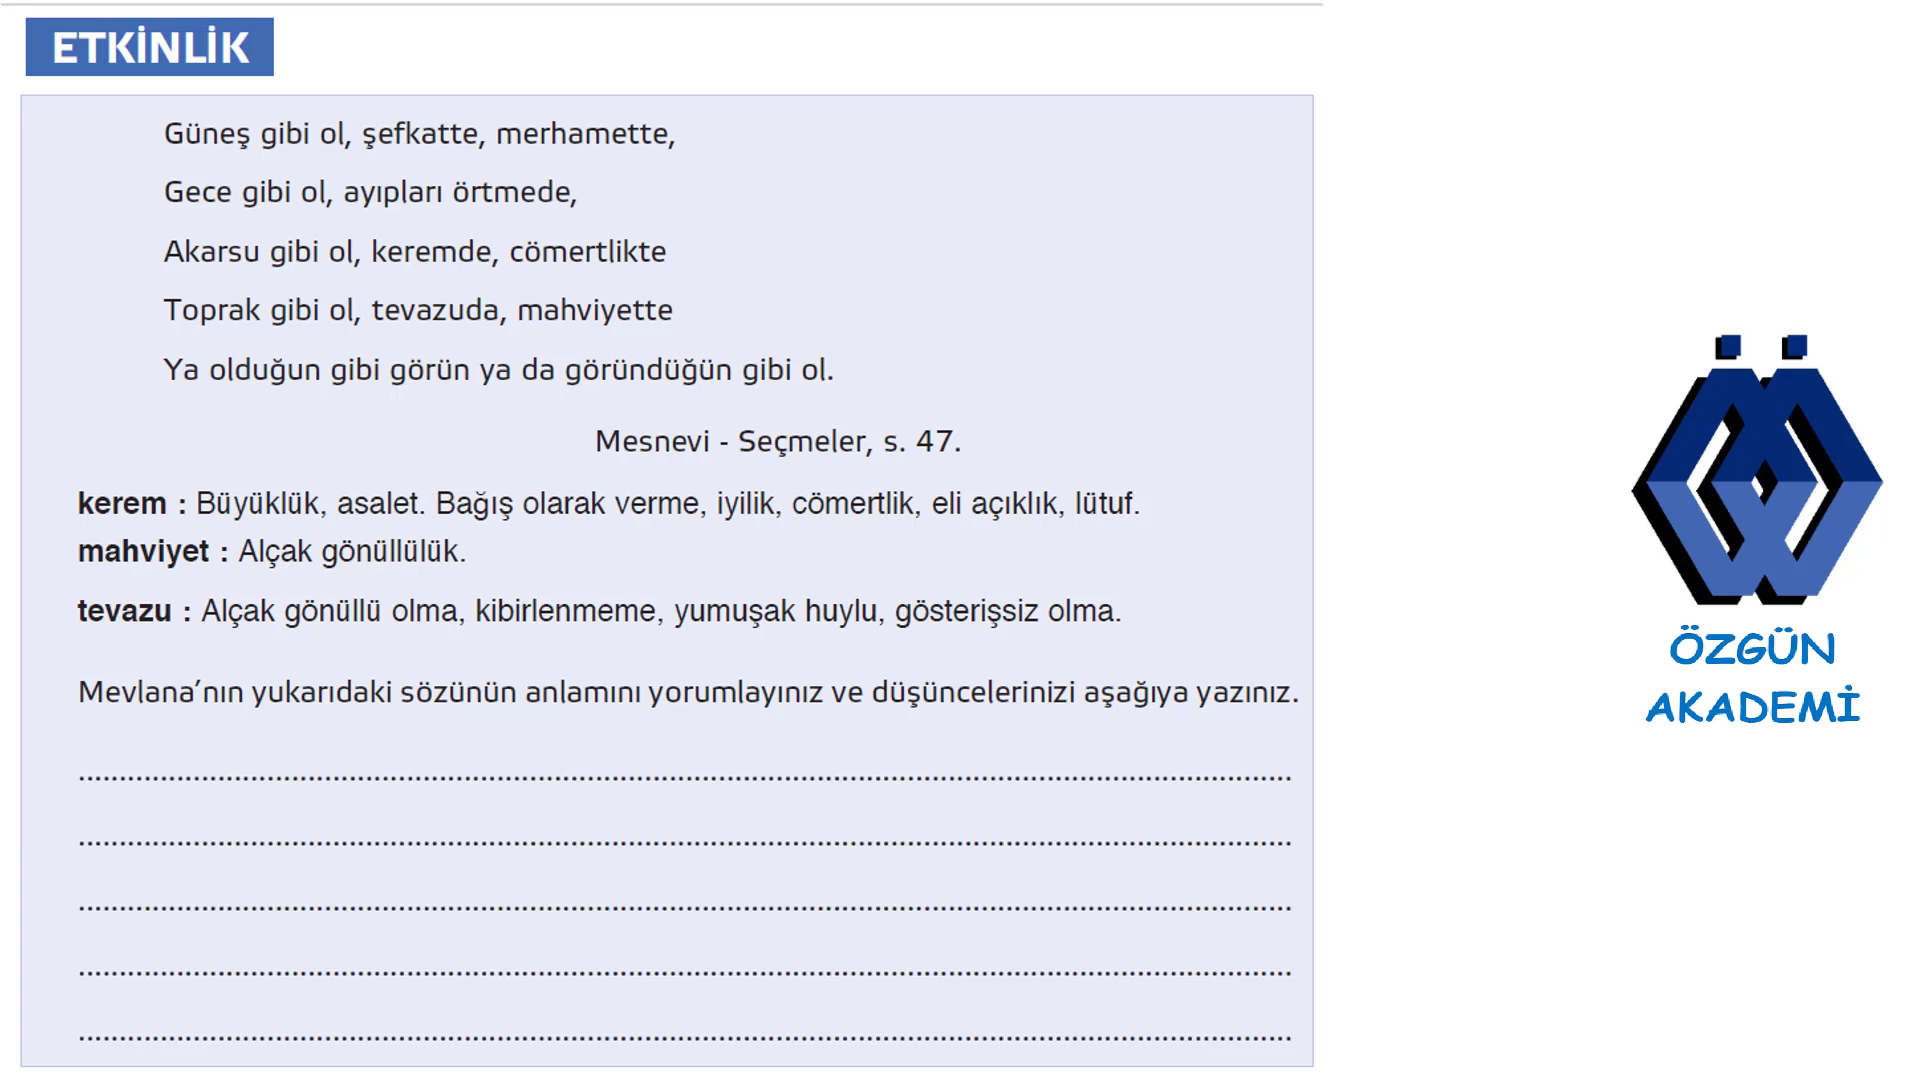 ETKİNLİK
Güneş gibi ol, şefkatte, merhamette,
Gece gibi ol, ayıpları örtmede,
Akarsu gibi ol, keremde, cömertlikte
Toprak gibi ol, tevazuda, mahviyette
Ya olduğun gibi görün ya da göründüğün gibi ol.
Mesnevi - Seçmeler, s. 47.
kerem : Büyüklük, asalet. Bağış olarak verme, iyilik, cömertlik, eli açıklık, lütuf.
mahviyet : Alçak gönüllülük.
tevazu : Alçak gönüllü olma, kibirlenmeme, yumuşak huylu, gösterişsiz olma.
Mevlana’nın yukarıdaki sözünün anlamını yorumlayınız ve düşüncelerinizi aşağıya yazınız.
ÖZGÜN
AKADEMİ